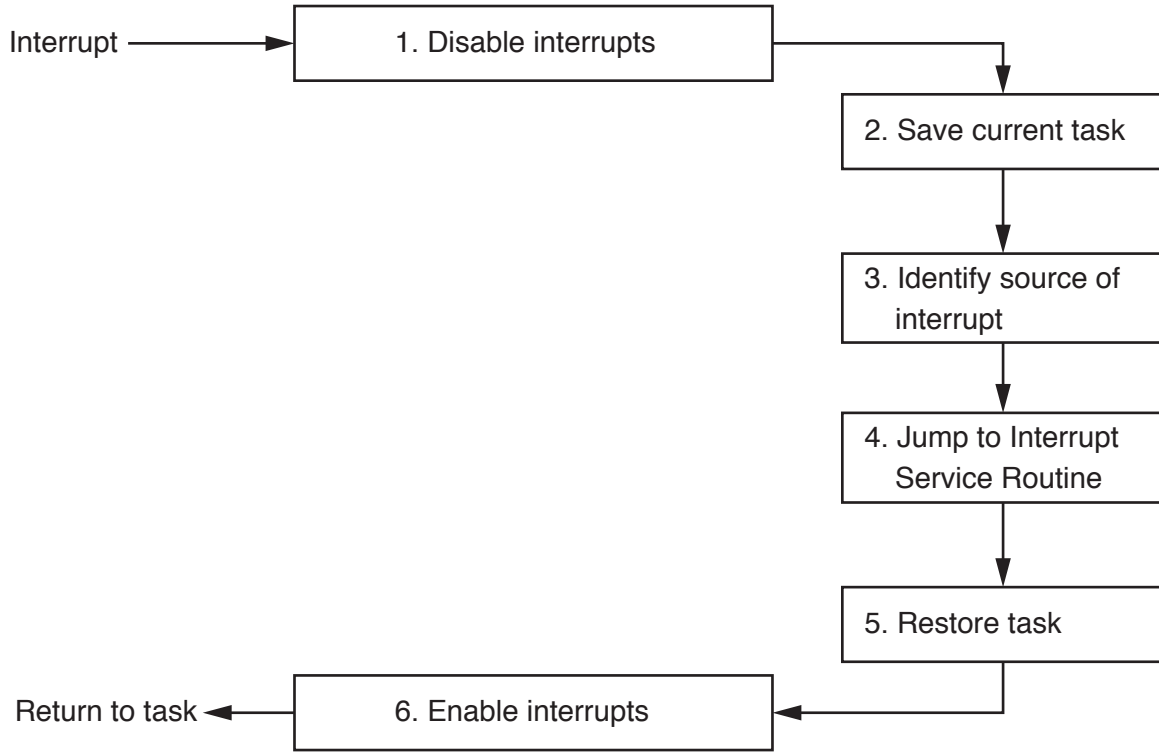 Interrupt
1. Disable interrupts
2. Save current task
3. Identify source of
interrupt
4. Jump to Interrupt
Service Routine
5. Restore task
6. Enable interrupts
Return to task